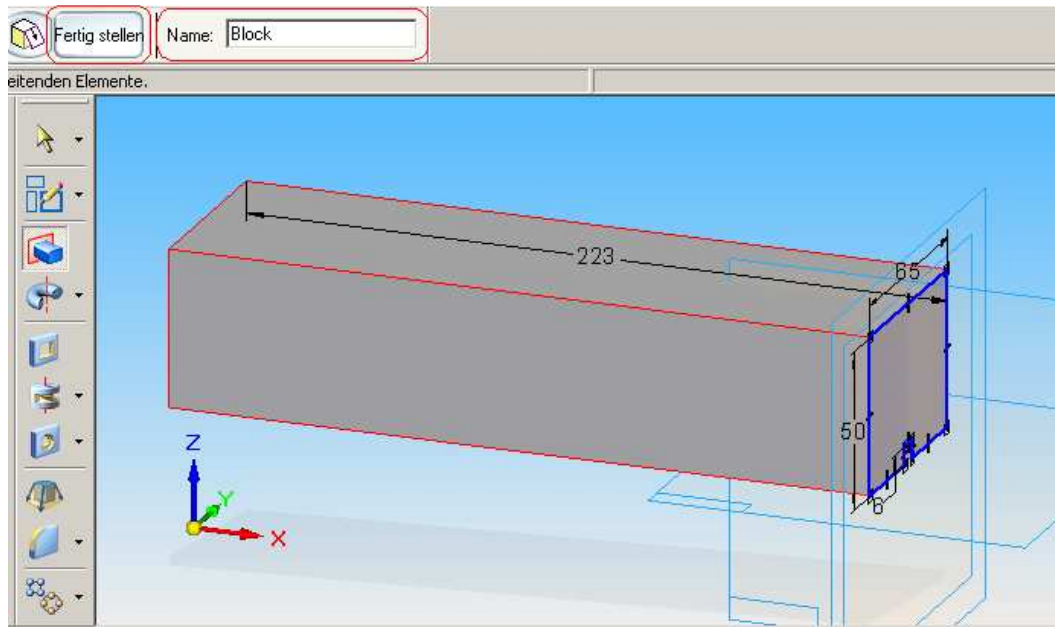 Fertig stellen Name: Block
eitenden Elemente.
223
65
50
6
Z
Y
X